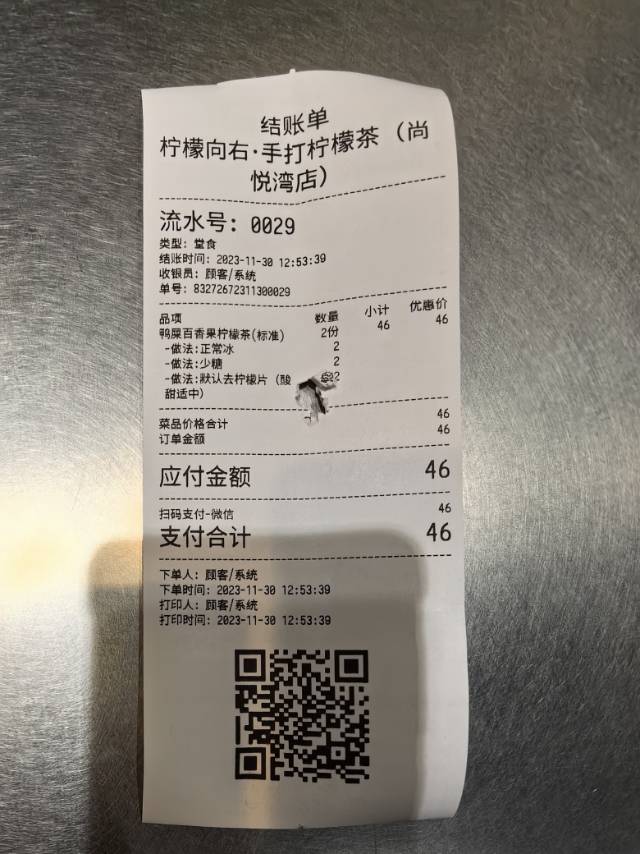 结账单
柠檬向右·手打柠檬茶（尚
悦湾店）
流水号: 0029
类型: 堂食
结账时间: 2023-11-30 12:53:39
收银员: 顾客/系统
单号: 83272672311300029
品项 数量 小计 优惠价
鸭屎百香果柠檬茶(标准) 2份 46 46
-做法:正常冰 2
-做法:少糖 2
-做法:默认去柠檬片（酸 2
甜适中）
菜品价格合计 46
订单金额 46
应付金额 46
扫码支付-微信 46
支付合计 46
下单人: 顾客/系统
下单时间: 2023-11-30 12:53:39
打印人: 顾客/系统
打印时间: 2023-11-30 12:53:39